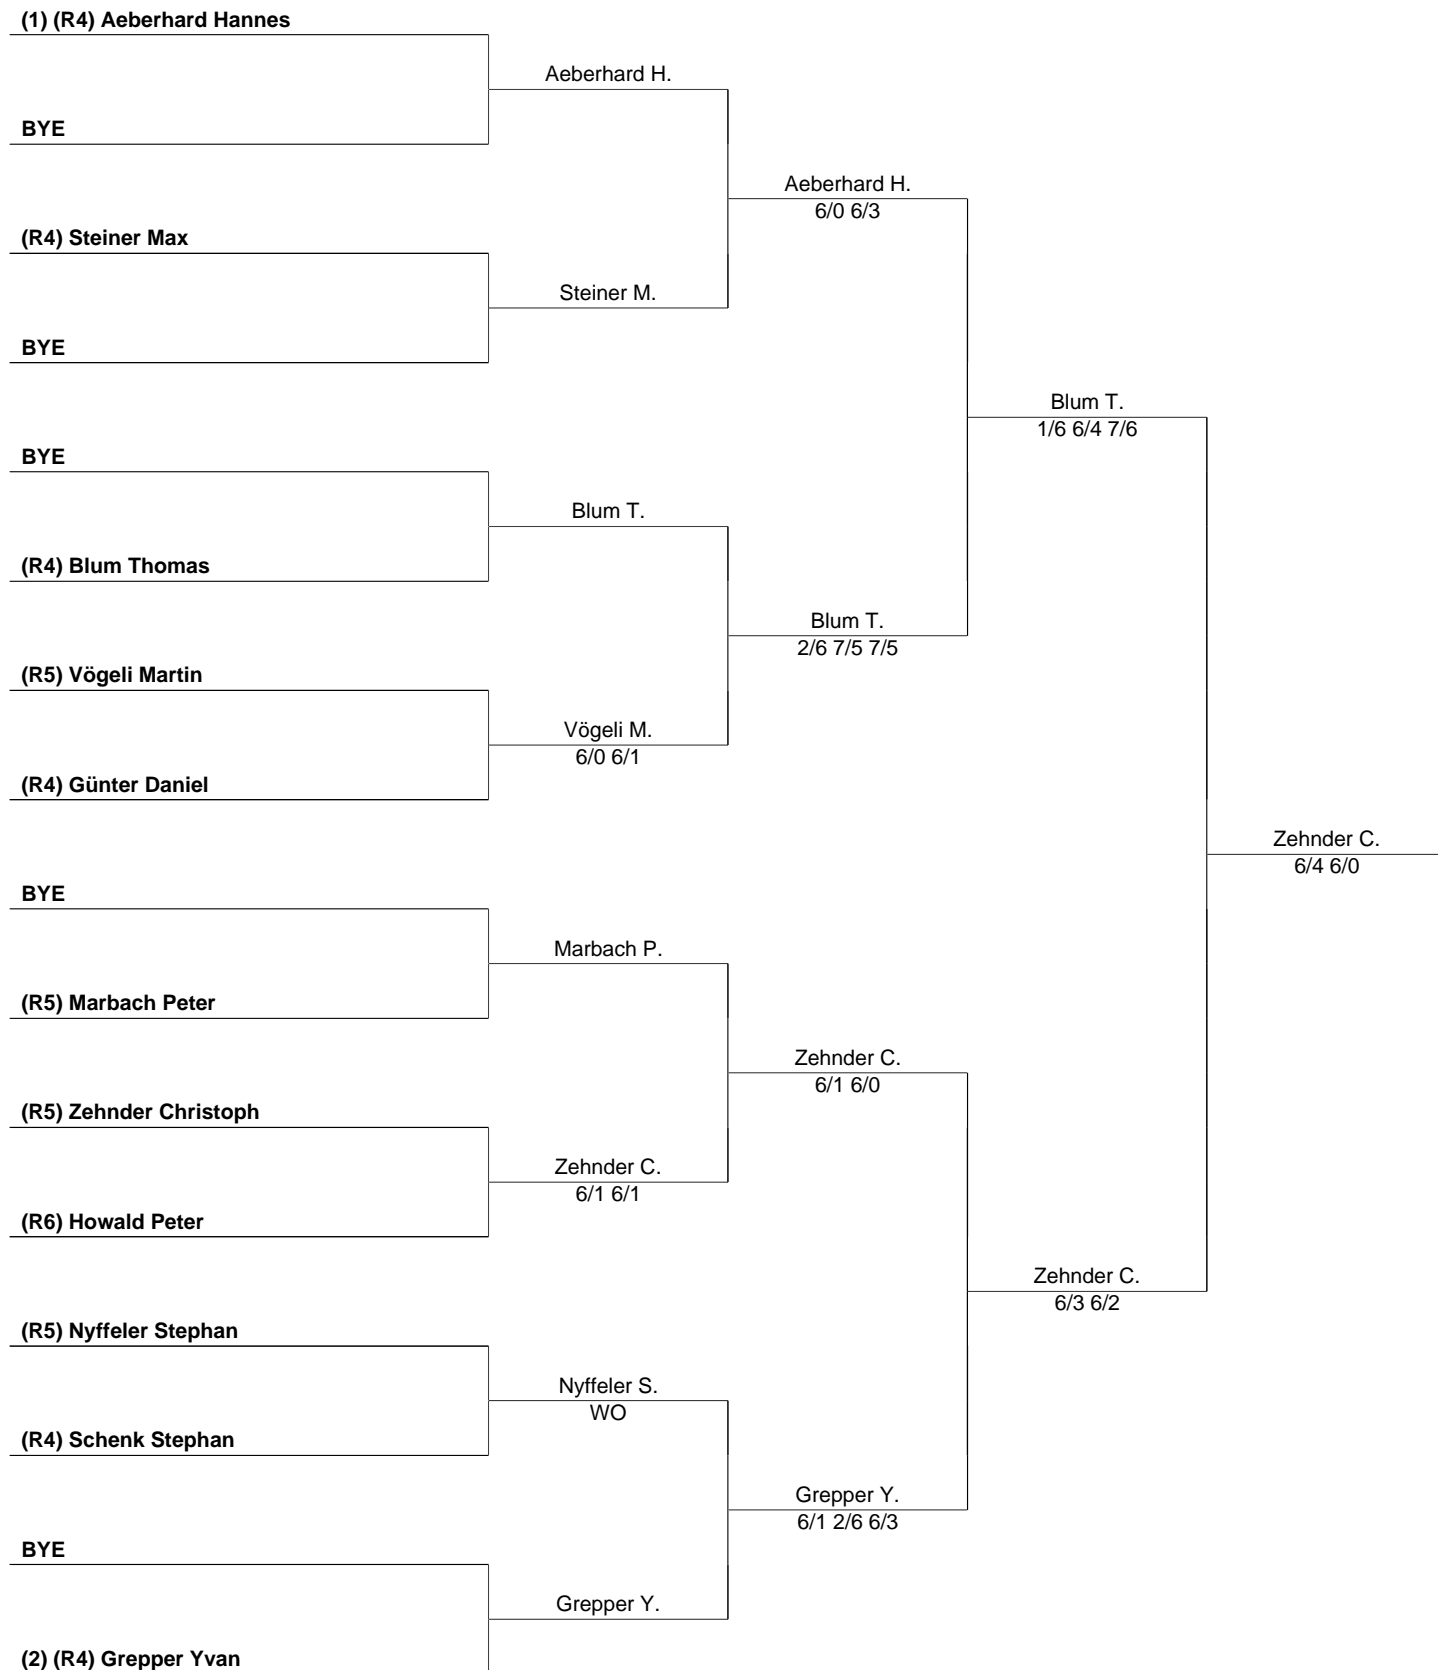 (1) (R4) Aeberhard Hannes
Aeberhard H.
BYE
Aeberhard H.
6/0 6/3
(R4) Steiner Max
Steiner M.
BYE
Blum T.
1/6 6/4 7/6
BYE
Blum T.
(R4) Blum Thomas
Blum T.
2/6 7/5 7/5
(R5) Vögeli Martin
Vögeli M.
6/0 6/1
(R4) Günter Daniel
Zehnder C.
6/4 6/0
BYE
Marbach P.
(R5) Marbach Peter
Zehnder C.
6/1 6/0
(R5) Zehnder Christoph
Zehnder C.
6/1 6/1
(R6) Howald Peter
Zehnder C.
6/3 6/2
(R5) Nyffeler Stephan
Nyffeler S.
WO
(R4) Schenk Stephan
Grepper Y.
6/1 2/6 6/3
BYE
Grepper Y.
(2) (R4) Grepper Yvan